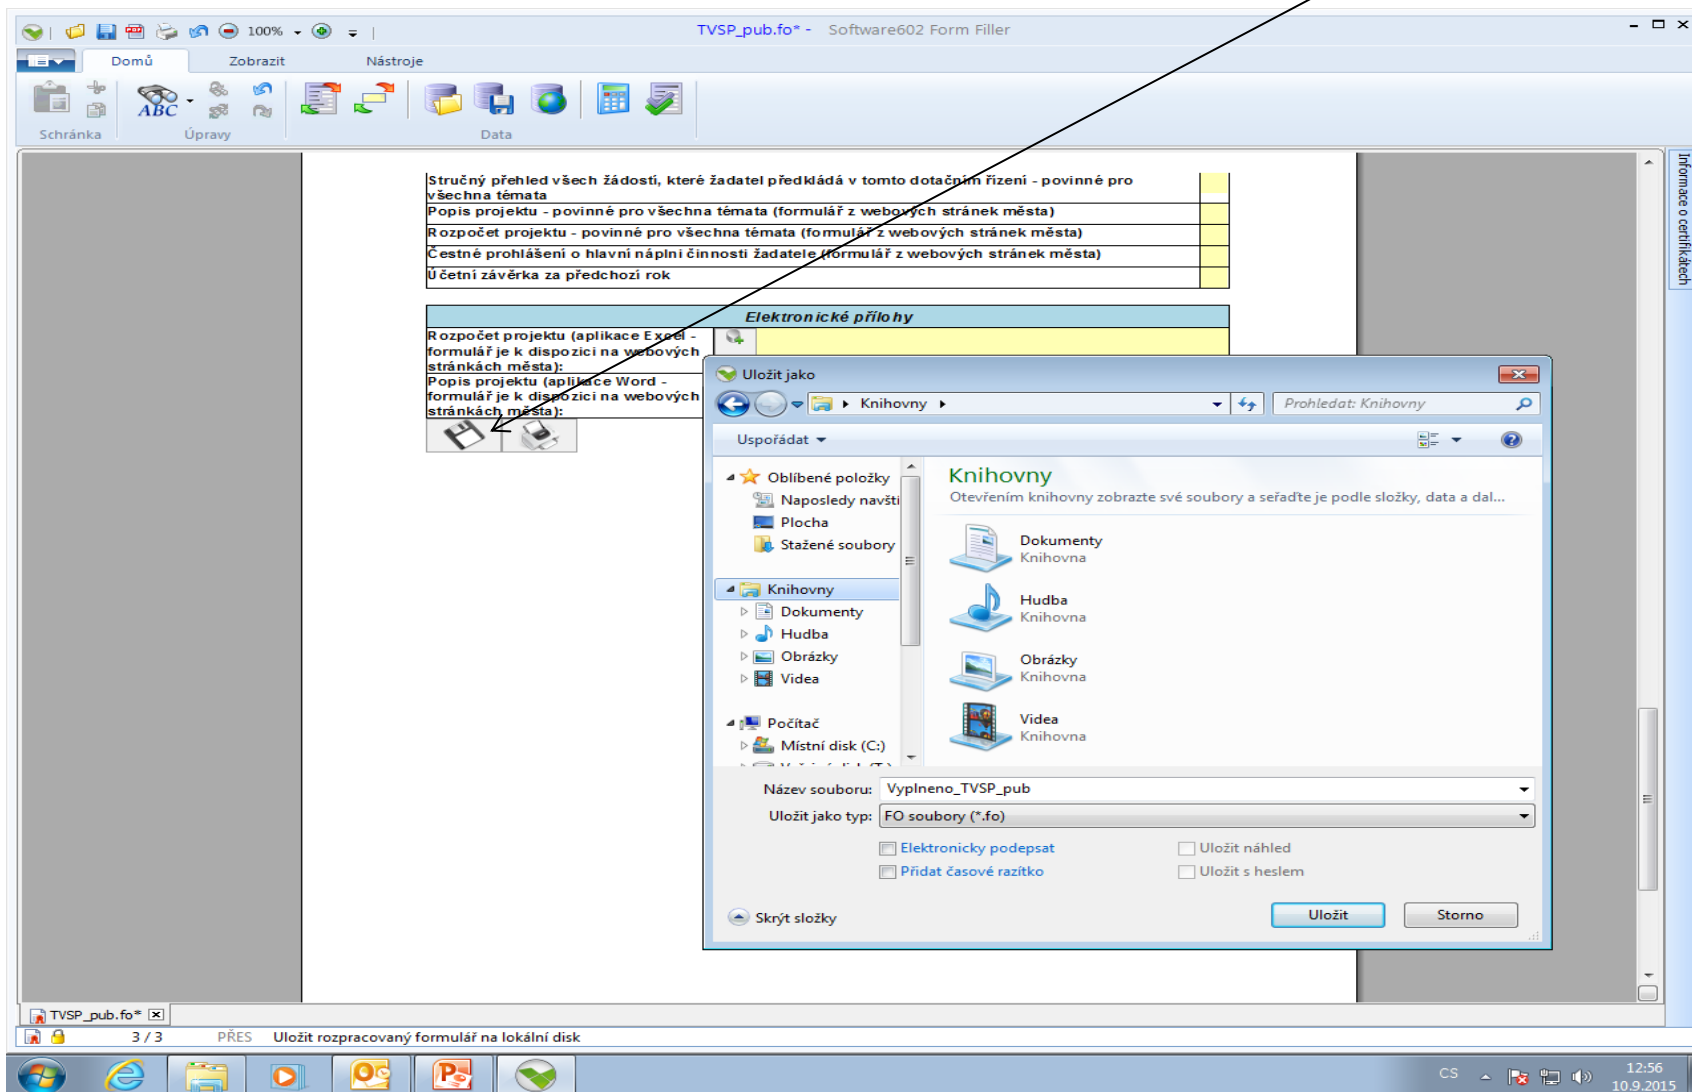 100%
TVSP_pub.fo* - Software602 Form Filler
Domů Zobrazit Nástroje
ABC
Schránka Úpravy Data
Informace o certifikátech
Stručný přehled všech žádostí, které žadatel předkládá v tomto dotačním řízení - povinné pro
všechna témata
Popis projektu - povinné pro všechna témata (formulář z webových stránek města)
Rozpočet projektu - povinné pro všechna témata (formulář z webových stránek města)
Čestné prohlášení o hlavní náplni činnosti žadatele (formulář z webových stránek města)
Účetní závěrka za předchozí rok
Elektronické přílohy
Rozpočet projektu (aplikace Excel -
formulář je k dispozici na webových
stránkách města):
Popis projektu (aplikace Word -
formulář je k dispozici na webových
stránkách města):
Uložit jako
Knihovny
Prohledat: Knihovny
Uspořádat
Oblíbené položky
Naposledy navští
Plocha
Stažené soubory
Knihovny
Dokumenty
Hudba
Obrázky
Videa
Počítač
Místní disk (C:)
Knihovny
Otevřením knihovny zobrazte své soubory a seřaďte je podle složky, data a dal...
Dokumenty
Knihovna
Hudba
Knihovna
Obrázky
Knihovna
Videa
Knihovna
Název souboru: Vyplneno_TVSP_pub
Uložit jako typ: FO soubory (*.fo)
Elektronicky podepsat Uložit náhled
Přidat časové razítko Uložit s heslem
Skrýt složky Uložit Storno
TVSP_pub.fo*
3 / 3 PŘES Uložit rozpracovaný formulář na lokální disk
CS 12:56
10.9.2015